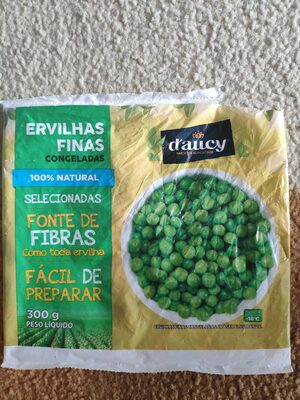 ERVILHAS
FINAS
CONGELADAS
100% NATURAL
SELECIONADAS
FONTE DE
FIBRAS
Como toda ervilha
FÁCIL DE
PREPARAR
300 g
PESO LÍQUIDO
d'aucy
-18°C